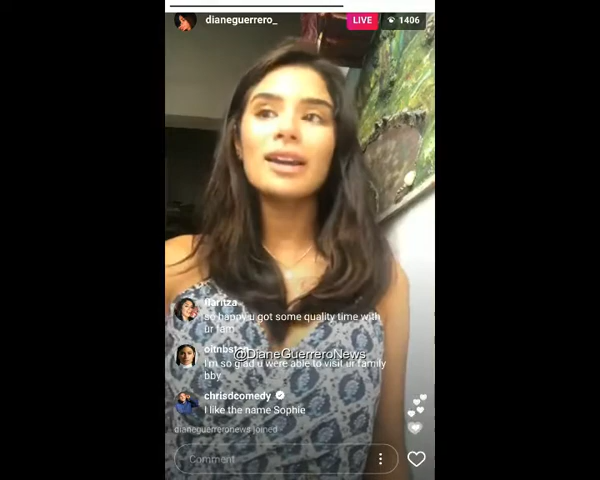 dianeguerrero_ LIVE 1406
so happy u got some quality time with
ur fam
@DianeGuerreroNews
I'm so glad u were able to visit ur family
bby
chrisdcomedy
I like the name Sophie
dianeguerreronews joined
Comment